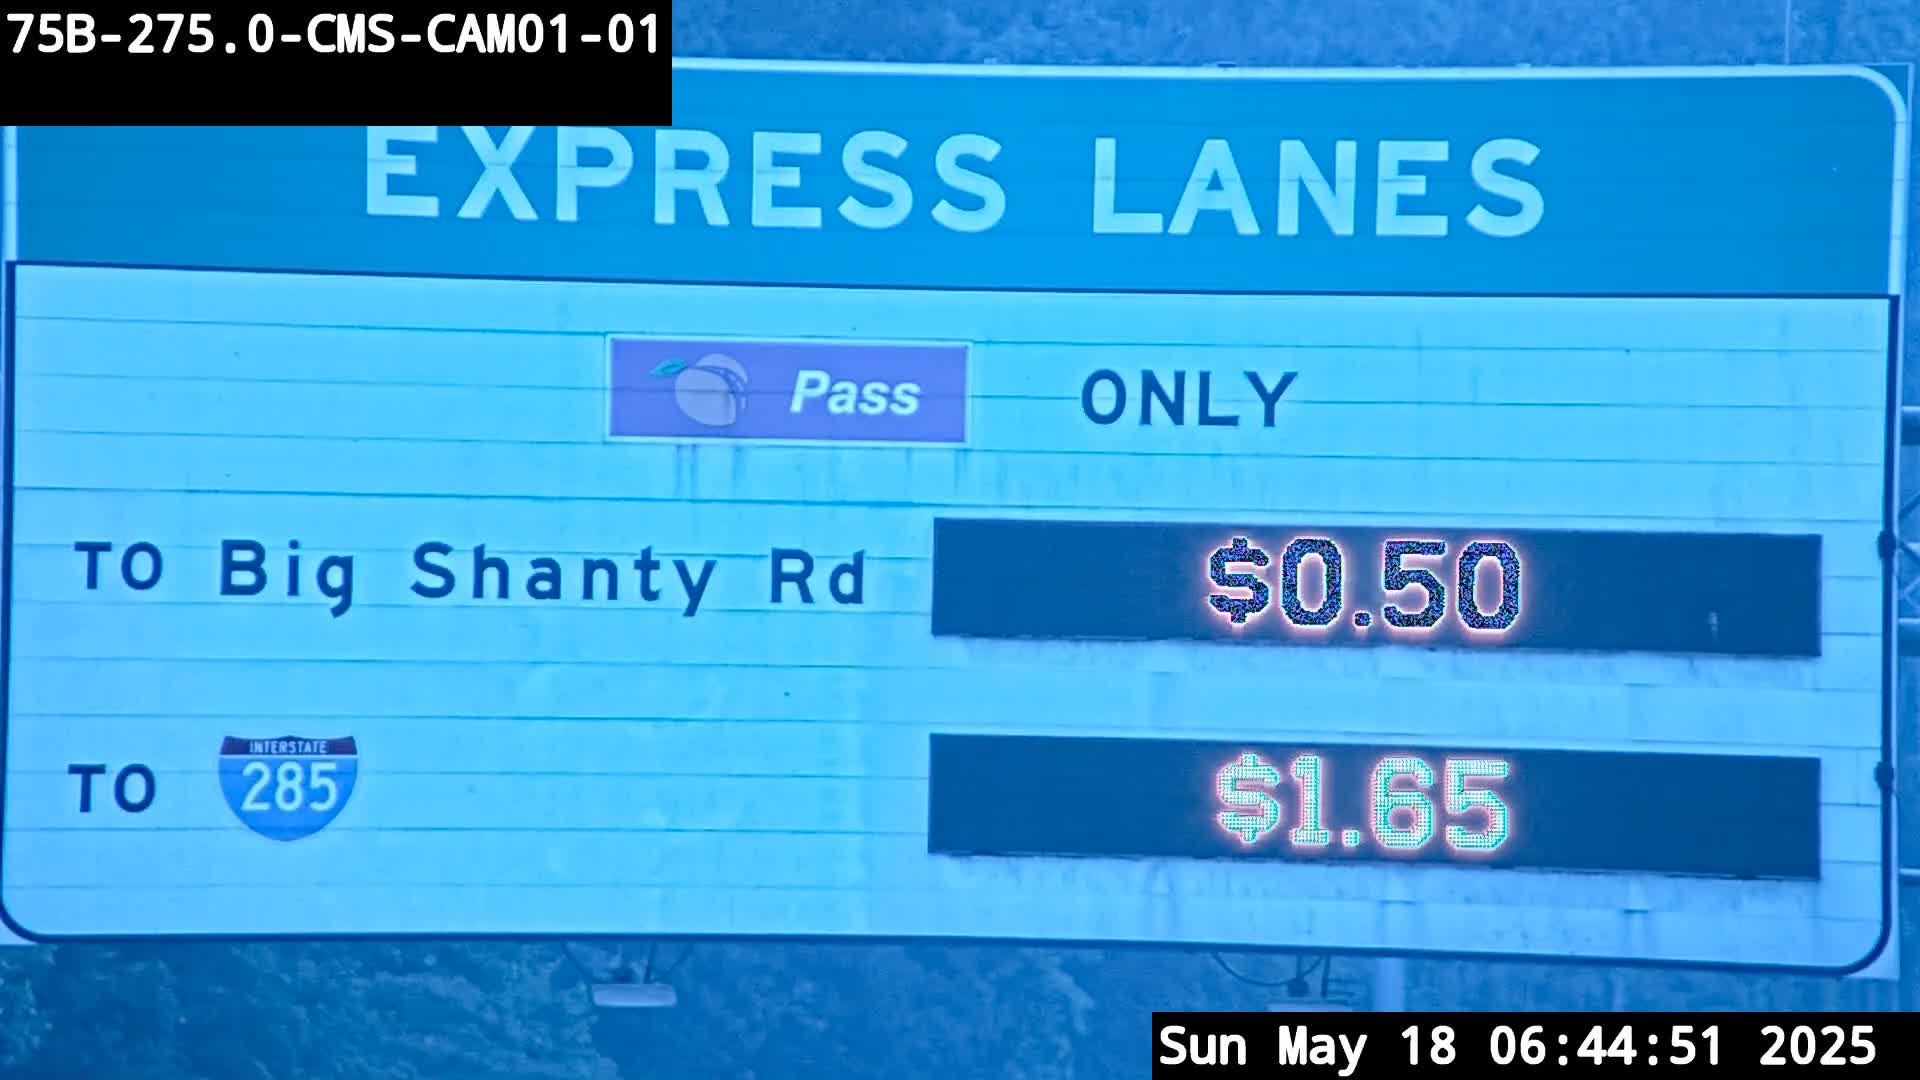 75B-275.0-CMS-CAM01-01
EXPRESS LANES
Pass ONLY
TO Big Shanty Rd $0.50
INTERSTATE
TO 285 $1.65
Sun May 18 06:44:51 2025